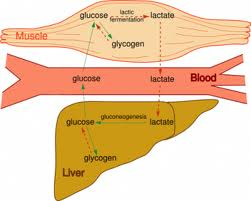 glucose lactic lactate
fermentation
Muscle glycogen
glucose lactate Blood
glucose gluconeogenesis lactate
glycogen
Liver